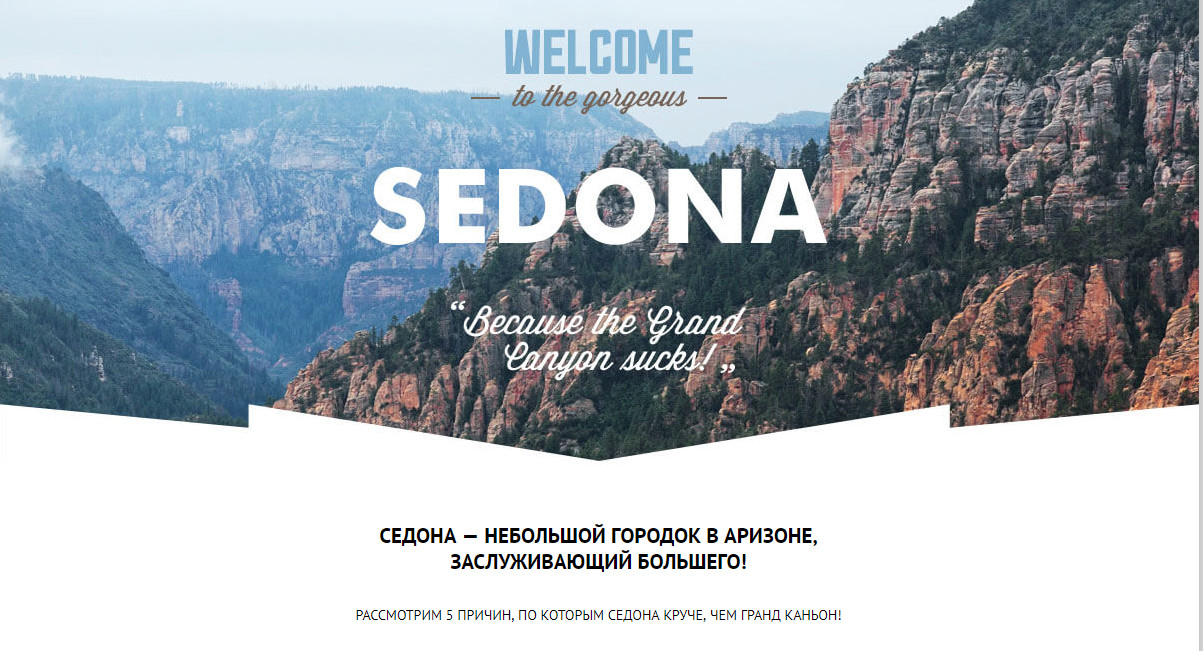 WELCOME
to the gorgeous
SEDONA
“Because the Grand
Canyon sucks!„
СЕДОНА — НЕБОЛЬШОЙ ГОРОДОК В АРИЗОНЕ,
ЗАСЛУЖИВАЮЩИЙ БОЛЬШЕГО!
РАССМОТРИМ 5 ПРИЧИН, ПО КОТОРЫМ СЕДОНА КРУЧЕ, ЧЕМ ГРАНД КАНЬОН!